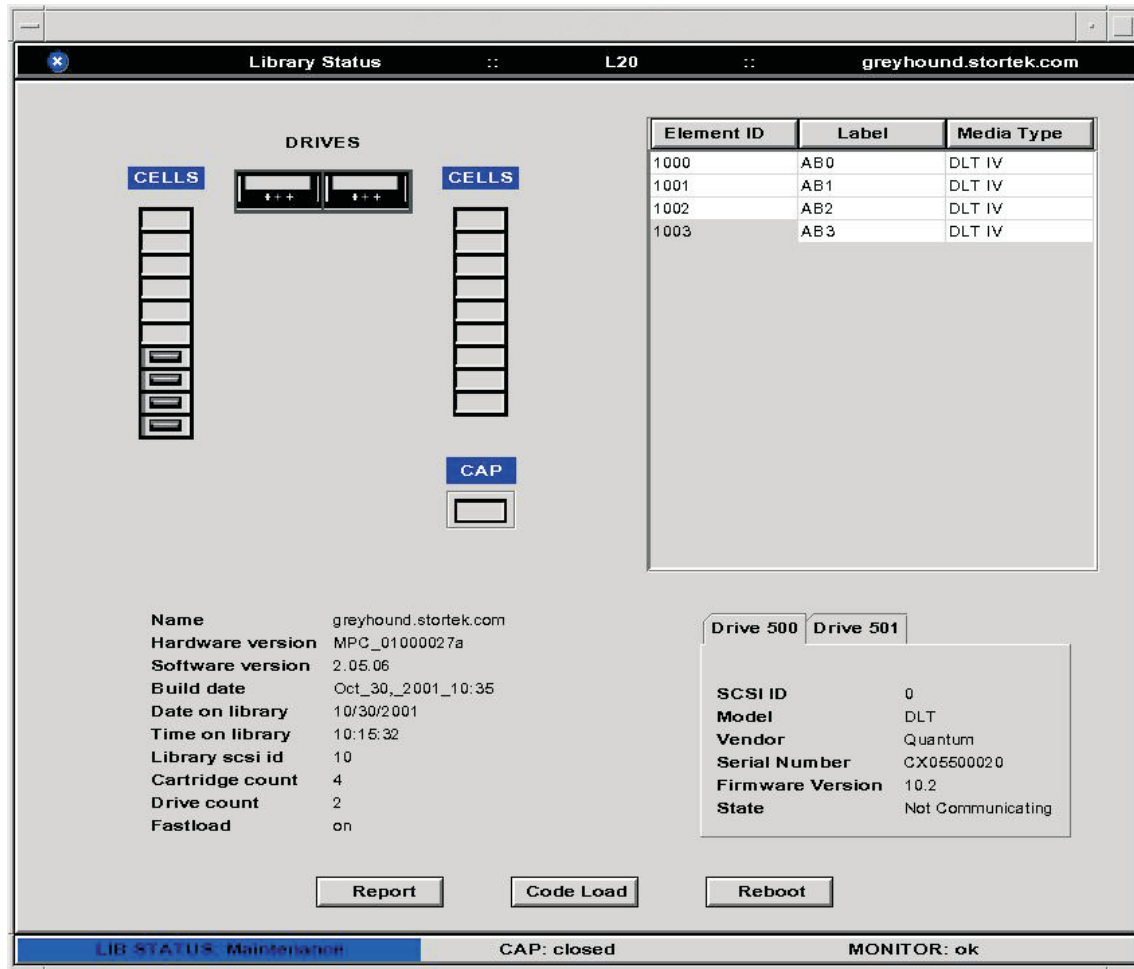 Library Status :: L20 :: greyhound.stortek.com
DRIVES
CELLS
CELLS
CAP
Element ID Label Media Type
1000 AB0 DLT IV
1001 AB1 DLT IV
1002 AB2 DLT IV
1003 AB3 DLT IV
Name greyhound.stortek.com
Hardware version MPC_01000027a
Software version 2.05.06
Build date Oct_30,_2001_10:35
Date on library 10/30/2001
Time on library 10:15:32
Library scsi id 10
Cartridge count 4
Drive count 2
Fastload on
Drive 500 Drive 501
SCSI ID 0
Model DLT
Vendor Quantum
Serial Number CX05500020
Firmware Version 10.2
State Not Communicating
Report Code Load Reboot
LIB STATUS: Maintenance CAP: closed MONITOR: ok